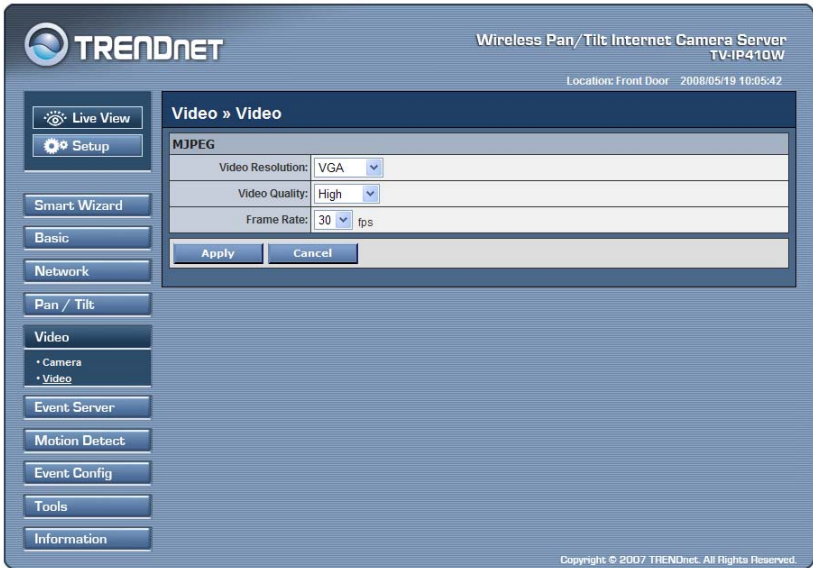 TRENDNET
Wireless Pan/Tilt Internet Camera Server
TV-IP410W
Location: Front Door 2008/05/19 10:05:42
Live View
Setup
Smart Wizard
Basic
Network
Pan / Tilt
Video
• Camera
• Video
Event Server
Motion Detect
Event Config
Tools
Information
Video » Video
MJPEG
Video Resolution: VGA
Video Quality: High
Frame Rate: 30 fps
Apply Cancel
Copyright © 2007 TRENDnet. All Rights Reserved.